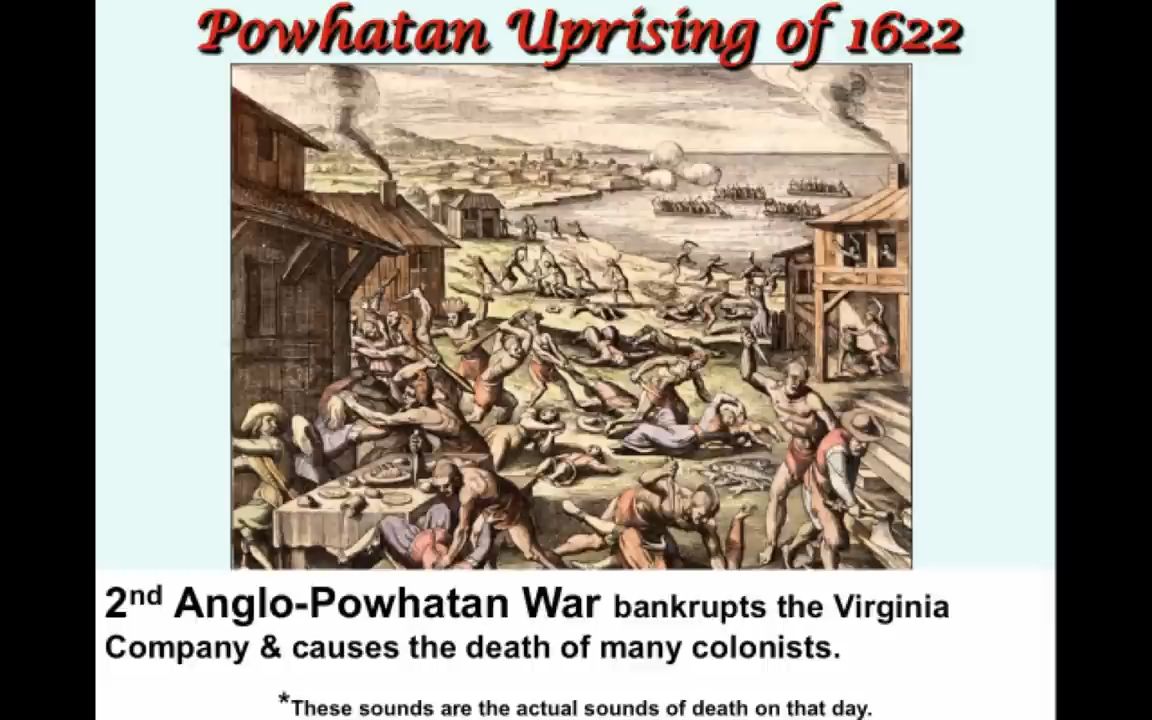 Powhatan Uprising of 1622
2nd Anglo-Powhatan War bankrupts the Virginia
Company & causes the death of many colonists.
*These sounds are the actual sounds of death on that day.